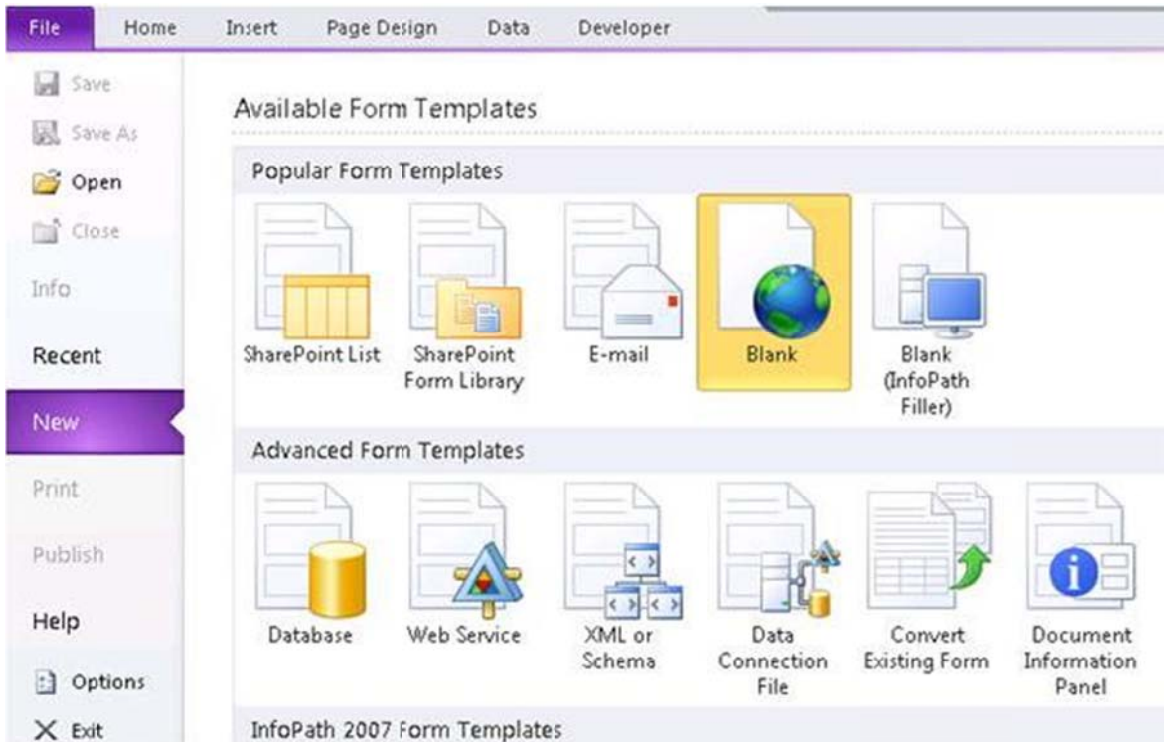 File Home Insert Page Design Data Developer
Save
Save As
Open
Close
Info
Recent
New
Print
Publish
Help
Options
Exit
Available Form Templates
Popular Form Templates
SharePoint List
SharePoint
Form Library
E-mail
Blank
Blank
(InfoPath
Filler)
Advanced Form Templates
Database
Web Service
XML or
Schema
Data
Connection
File
Convert
Existing Form
Document
Information
Panel
InfoPath 2007 Form Templates